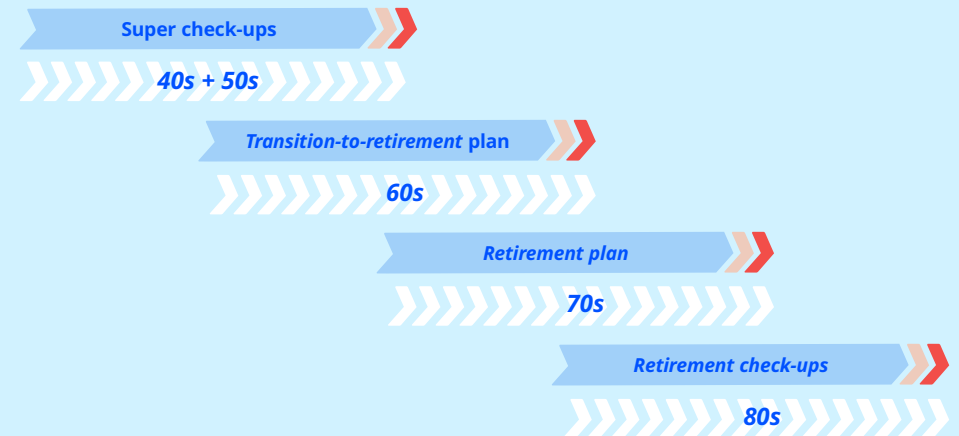 Super check-ups
40s + 50s
Transition-to-retirement plan
60s
Retirement plan
70s
Retirement check-ups
80s